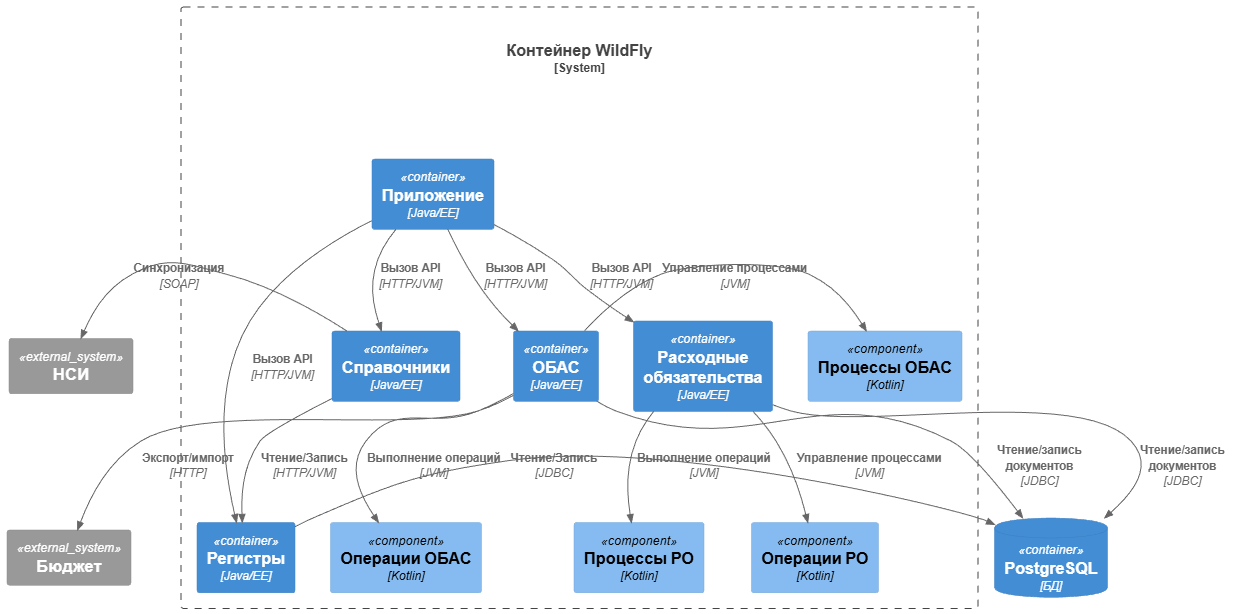 Контейнер WildFly
[System]
«container»
Приложение
[Java/EE]
Синхронизация
[SOAP]
Вызов API
[HTTP/JVM]
Вызов API
[HTTP/JVM]
Вызов API
[HTTP/JVM]
Управление процессами
[JVM]
«external_system»
НСИ
Вызов API
[HTTP/JVM]
«container»
Справочники
[Java/EE]
«container»
ОБАС
[Java/EE]
«container»
Расходные
обязательства
[Java/EE]
«component»
Процессы ОБАС
[Kotlin]
Экспорт/импорт
[HTTP]
Чтение/Запись
[HTTP/JVM]
Выполнение операций
[JVM]
Чтение/Запись
[JDBC]
Выполнение операций
[JVM]
Управление процессами
[JVM]
Чтение/запись
документов
[JDBC]
Чтение/запись
документов
[JDBC]
«external_system»
Бюджет
«container»
Регистры
[Java/EE]
«component»
Операции ОБАС
[Kotlin]
«component»
Процессы РО
[Kotlin]
«component»
Операции РО
[Kotlin]
«container»
PostgreSQL
[БД]